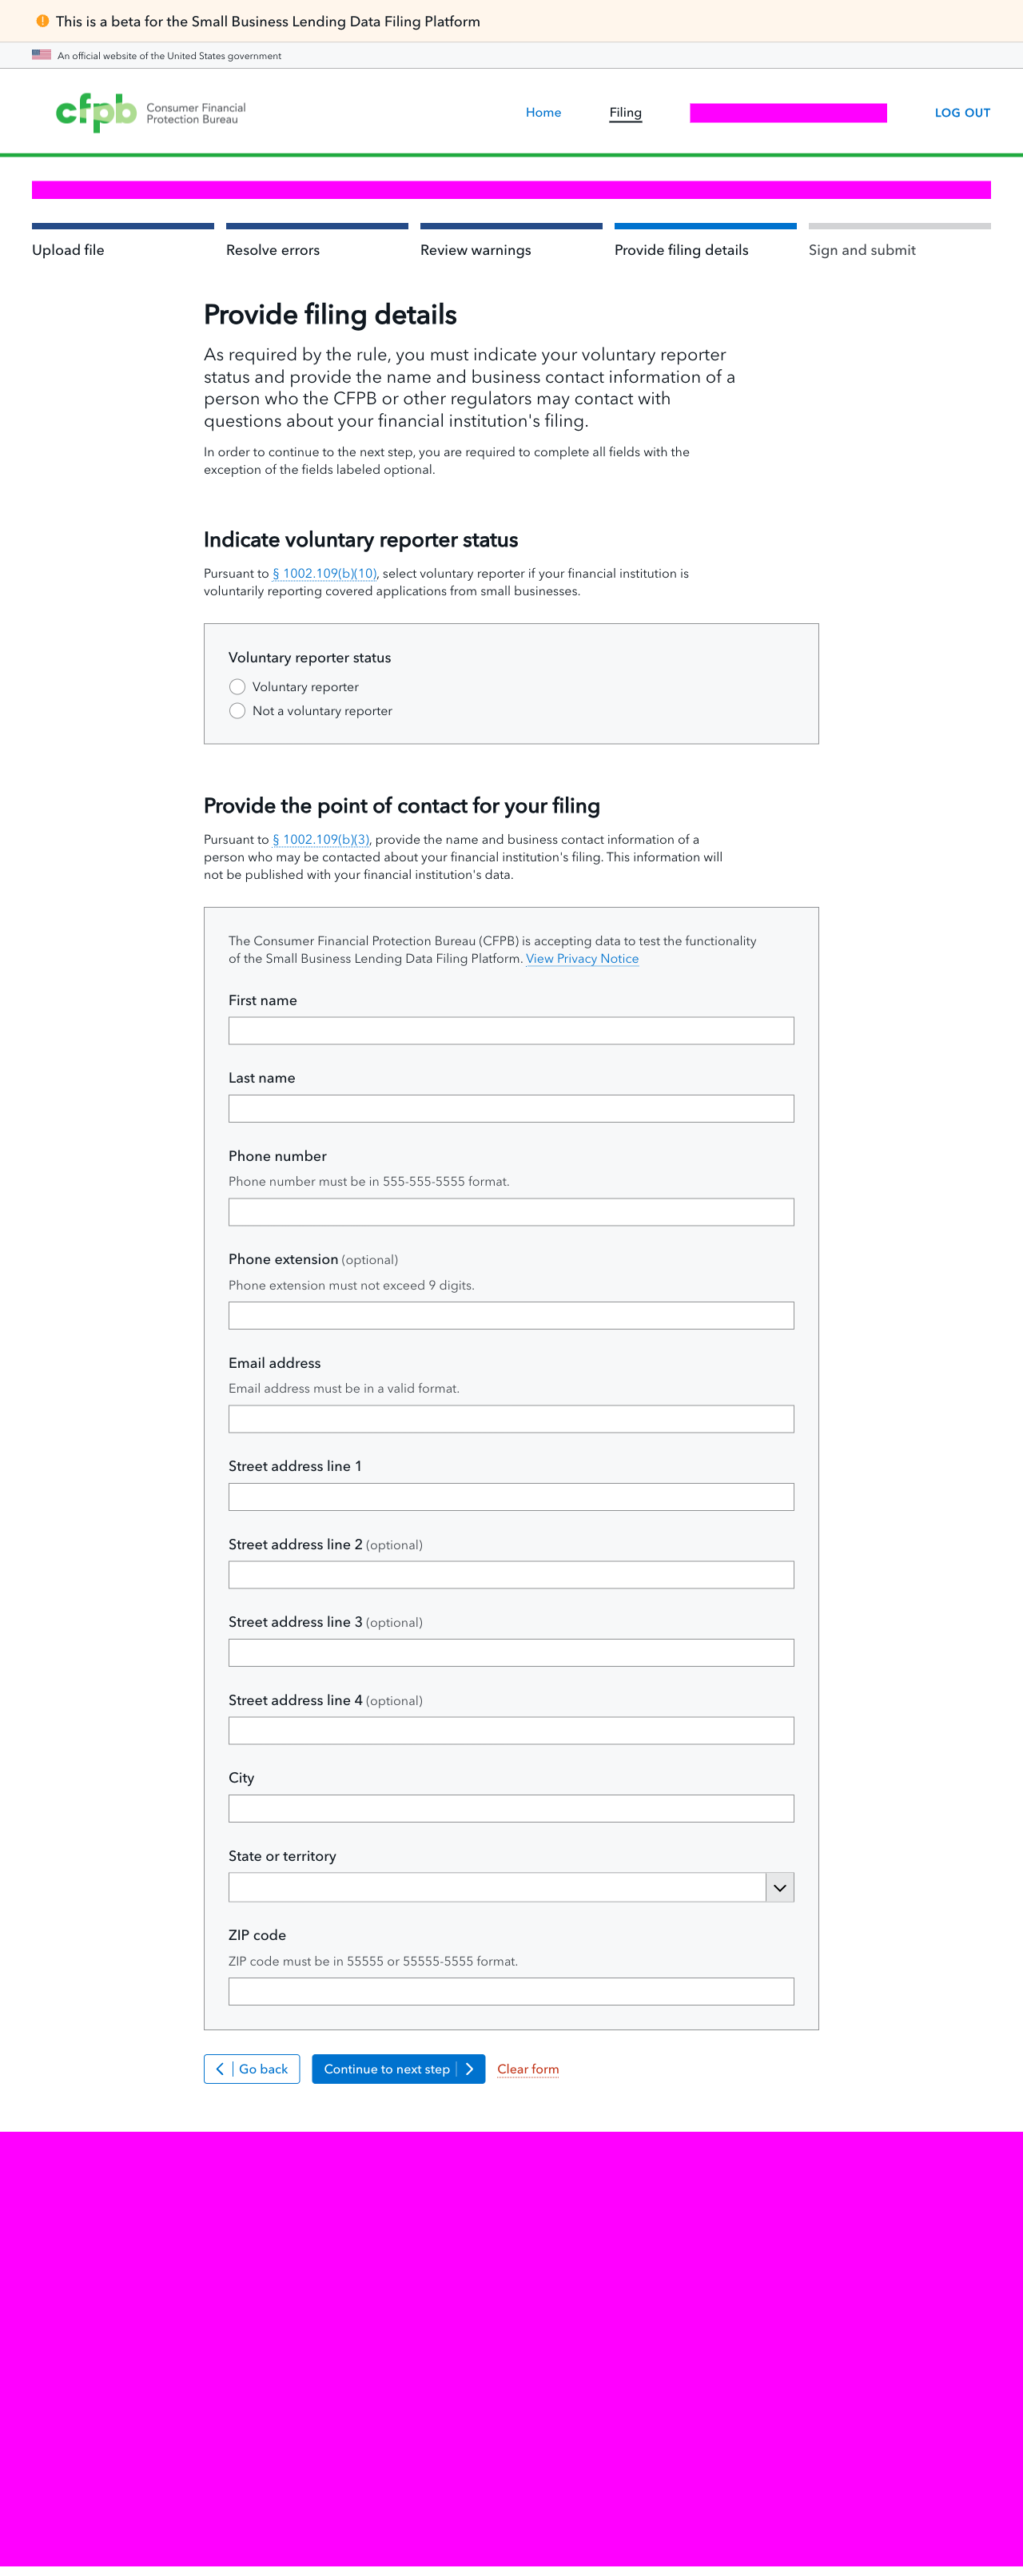 This is a beta for the Small Business Lending Data Filing Platform
An official website of the United States government
cfpb Consumer Financial
Protection Bureau
Home Filing LOG OUT
Upload file Resolve errors Review warnings Provide filing details Sign and submit
Provide filing details
As required by the rule, you must indicate your voluntary reporter
status and provide the name and business contact information of a
person who the CFPB or other regulators may contact with
questions about your financial institution's filing.
In order to continue to the next step, you are required to complete all fields with the
exception of the fields labeled optional.
Indicate voluntary reporter status
Pursuant to § 1002.109(b)(10), select voluntary reporter if your financial institution is
voluntarily reporting covered applications from small businesses.
Voluntary reporter status
Voluntary reporter
Not a voluntary reporter
Provide the point of contact for your filing
Pursuant to § 1002.109(b)(3), provide the name and business contact information of a
person who may be contacted about your financial institution's filing. This information will
not be published with your financial institution's data.
The Consumer Financial Protection Bureau (CFPB) is accepting data to test the functionality
of the Small Business Lending Data Filing Platform. View Privacy Notice
First name
Last name
Phone number
Phone number must be in 555-555-5555 format.
Phone extension (optional)
Phone extension must not exceed 9 digits.
Email address
Email address must be in a valid format.
Street address line 1
Street address line 2 (optional)
Street address line 3 (optional)
Street address line 4 (optional)
City
State or territory
ZIP code
ZIP code must be in 55555 or 55555-5555 format.
Go back Continue to next step Clear form